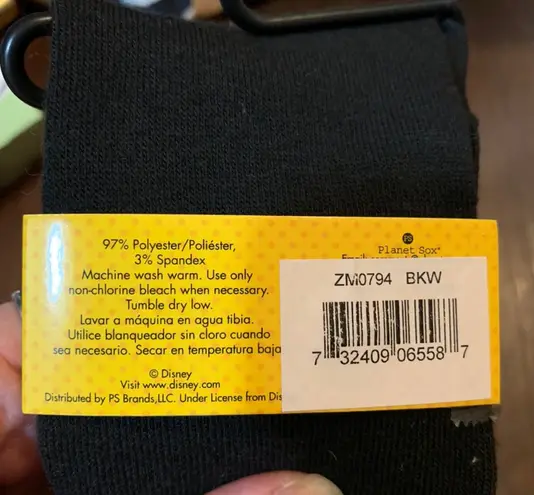 97% Polyester/Poliéster,
3% Spandex
Machine wash warm. Use only
non-chlorine bleach when necessary.
Tumble dry low.
Lavar a máquina en agua tibia.
Utilice blanqueador sin cloro cuando
sea necesario. Secar en temperatura baja
© Disney
Visit www.disney.com
Distributed by PS Brands,LLC. Under License from Dis
PS
Planet Sox®
ZM0794 BKW
7 32409 06558 7